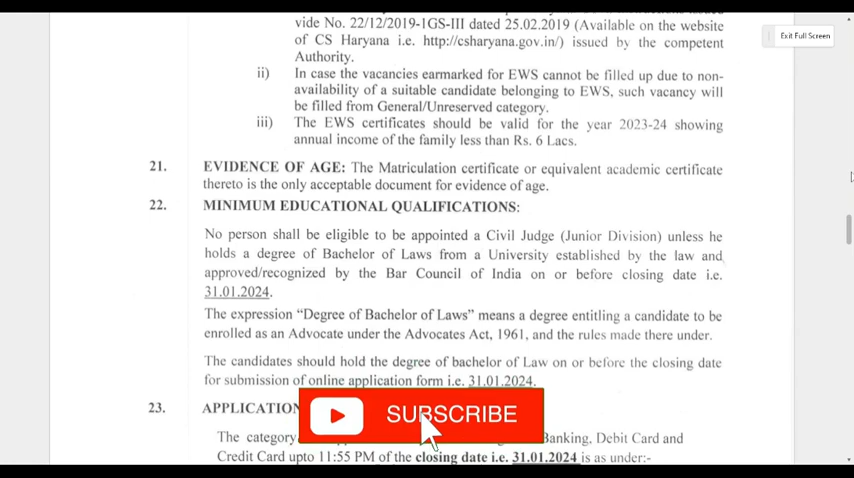 vide No. 22/12/2019-1GS-III dated 25.02.2019 (Available on the website
of CS Haryana i.e. http://csharyana.gov.in/) issued by the competent
Authority.
ii) In case the vacancies earmarked for EWS cannot be filled up due to non-
availability of a suitable candidate belonging to EWS, such vacancy will
be filled from General/Unreserved category.
iii) The EWS certificates should be valid for the year 2023-24 showing
annual income of the family less than Rs. 6 Lacs.
21. EVIDENCE OF AGE: The Matriculation certificate or equivalent academic certificate
thereto is the only acceptable document for evidence of age.
22. MINIMUM EDUCATIONAL QUALIFICATIONS:
No person shall be eligible to be appointed a Civil Judge (Junior Division) unless he
holds a degree of Bachelor of Laws from a University established by the law and
approved/recognized by the Bar Council of India on or before closing date i.e.
31.01.2024.
The expression “Degree of Bachelor of Laws” means a degree entitling a candidate to be
enrolled as an Advocate under the Advocates Act, 1961, and the rules made there under.
The candidates should hold the degree of bachelor of Law on or before the closing date
for submission of online application form i.e. 31.01.2024.
23. APPLICATION
The category Banking, Debit Card and
Credit Card upto 11:55 PM of the closing date i.e. 31.01.2024 is as under:-
SUBSCRIBE
Exit Full Screen